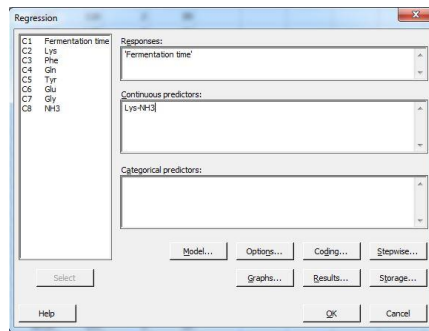 Regression
C1 Fermentation time
C2 Lys
C3 Phe
C4 Gln
C5 Tyr
C6 Glu
C7 Gly
C8 NH3
Responses:
'Fermentation time'
Continuous predictors:
Lys-NH3
Categorical predictors:
Model... Options... Coding... Stepwise...
Select Graphs... Results... Storage...
Help OK Cancel